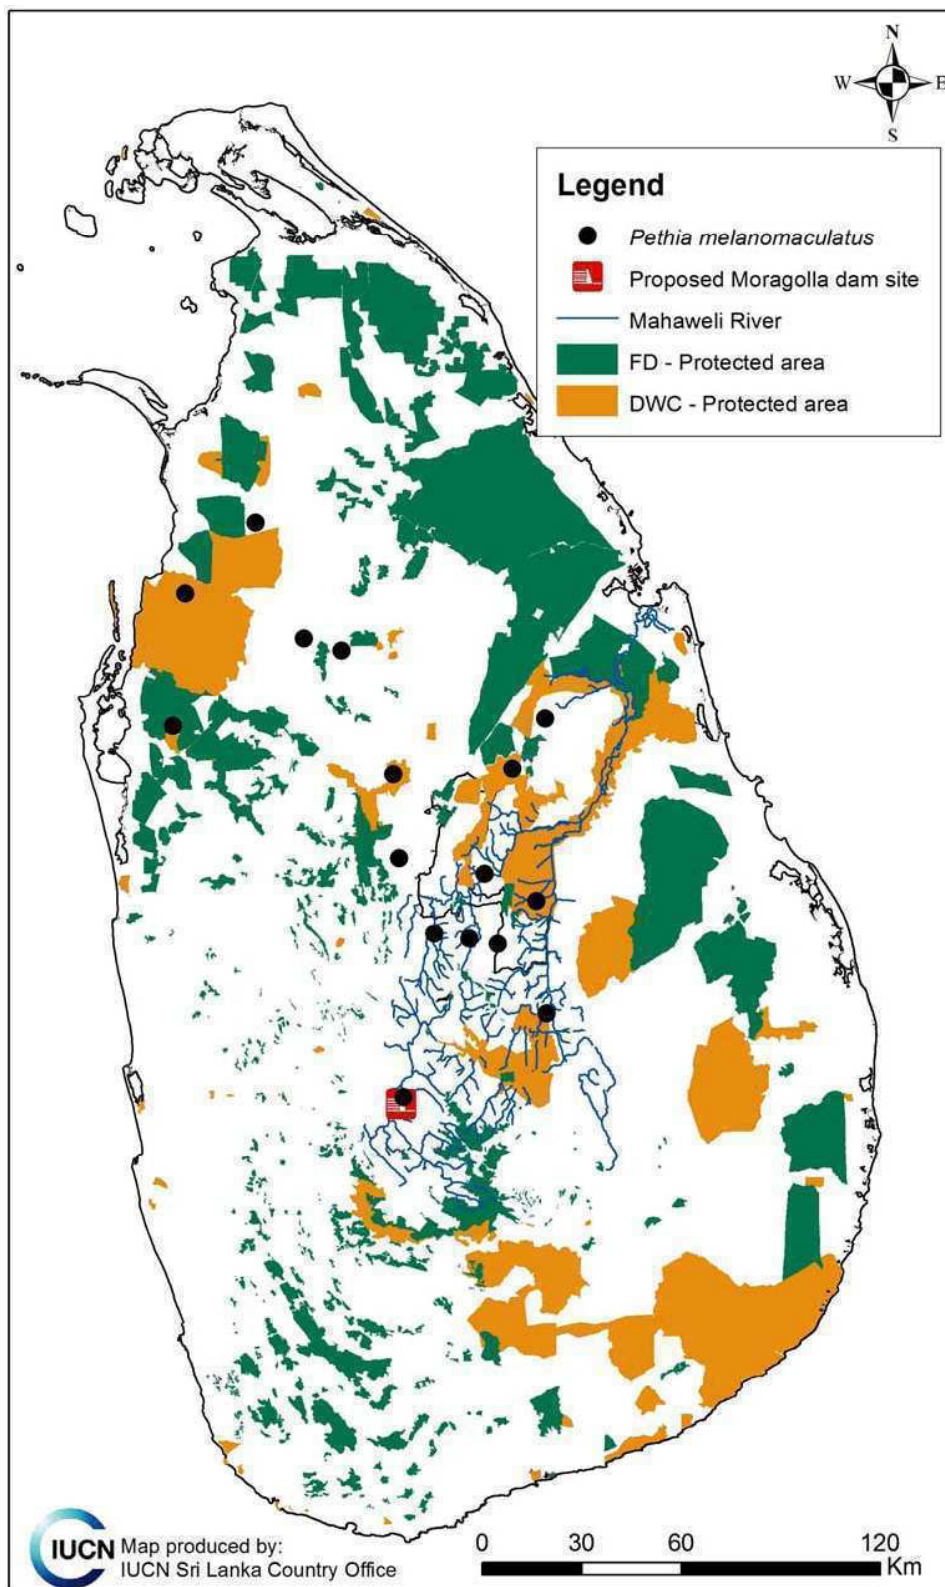 N
W E
S
Legend
Pethia melanomaculatus
Proposed Moragolla dam site
Mahaweli River
FD - Protected area
DWC - Protected area
IUCN
Map produced by:
IUCN Sri Lanka Country Office
0 30 60 120
Km